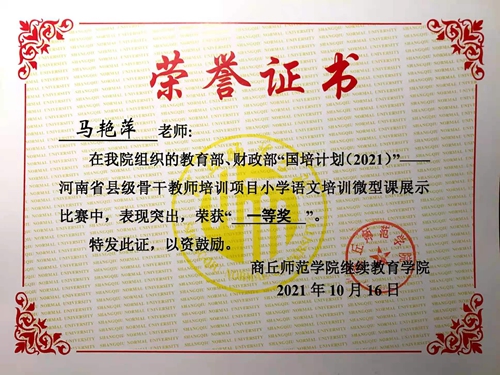 荣誉证书
马艳萍 老师:
在我院组织的教育部、财政部“国培计划(2021)”——
河南省县级骨干教师培训项目小学语文培训微型课展示
比赛中，表现突出，荣获“ 一等奖 ”。
特发此证，以资鼓励。
商丘师范学院继续教育学院
2021年10月16日